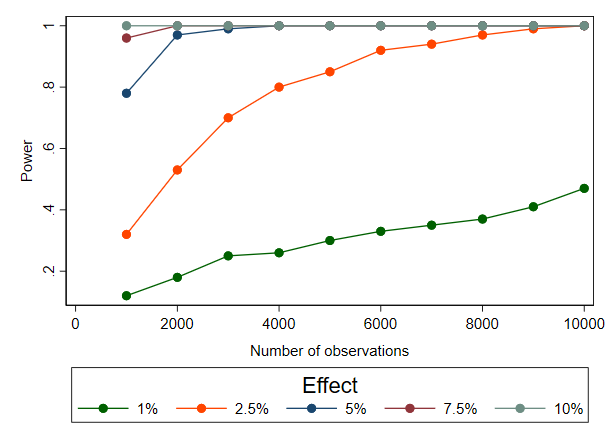 Power
1
.8
.6
.4
.2
0 2000 4000 6000 8000 10000
Number of observations
Effect
1% 2.5% 5% 7.5% 10%